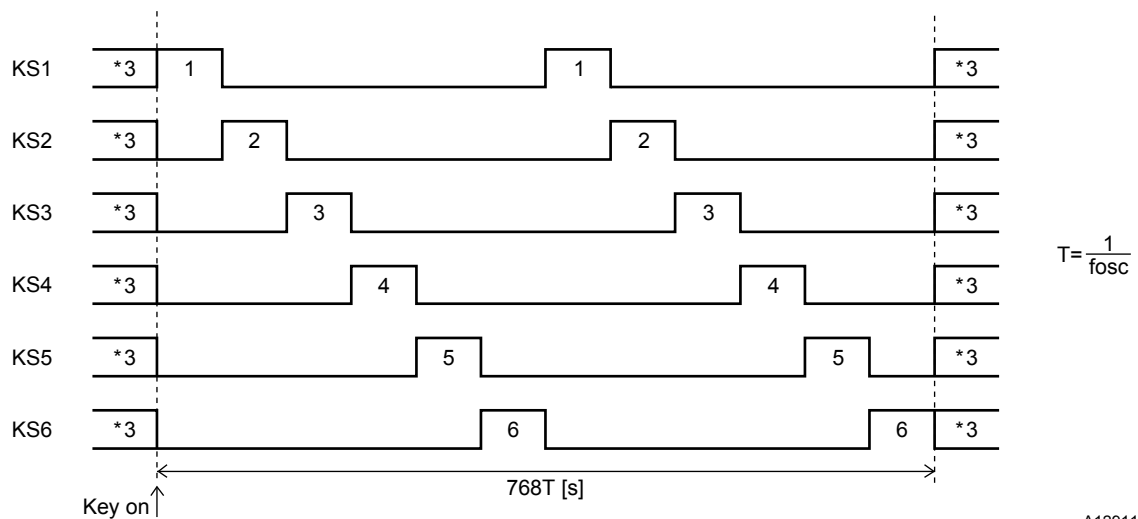 KS1 *3 1 1 *3
KS2 *3 2 2 *3
KS3 *3 3 3 *3
T= 1
fosc
KS4 *3 4 4 *3
KS5 *3 5 5 *3
KS6 *3 6 6 *3
768T [s]
Key on